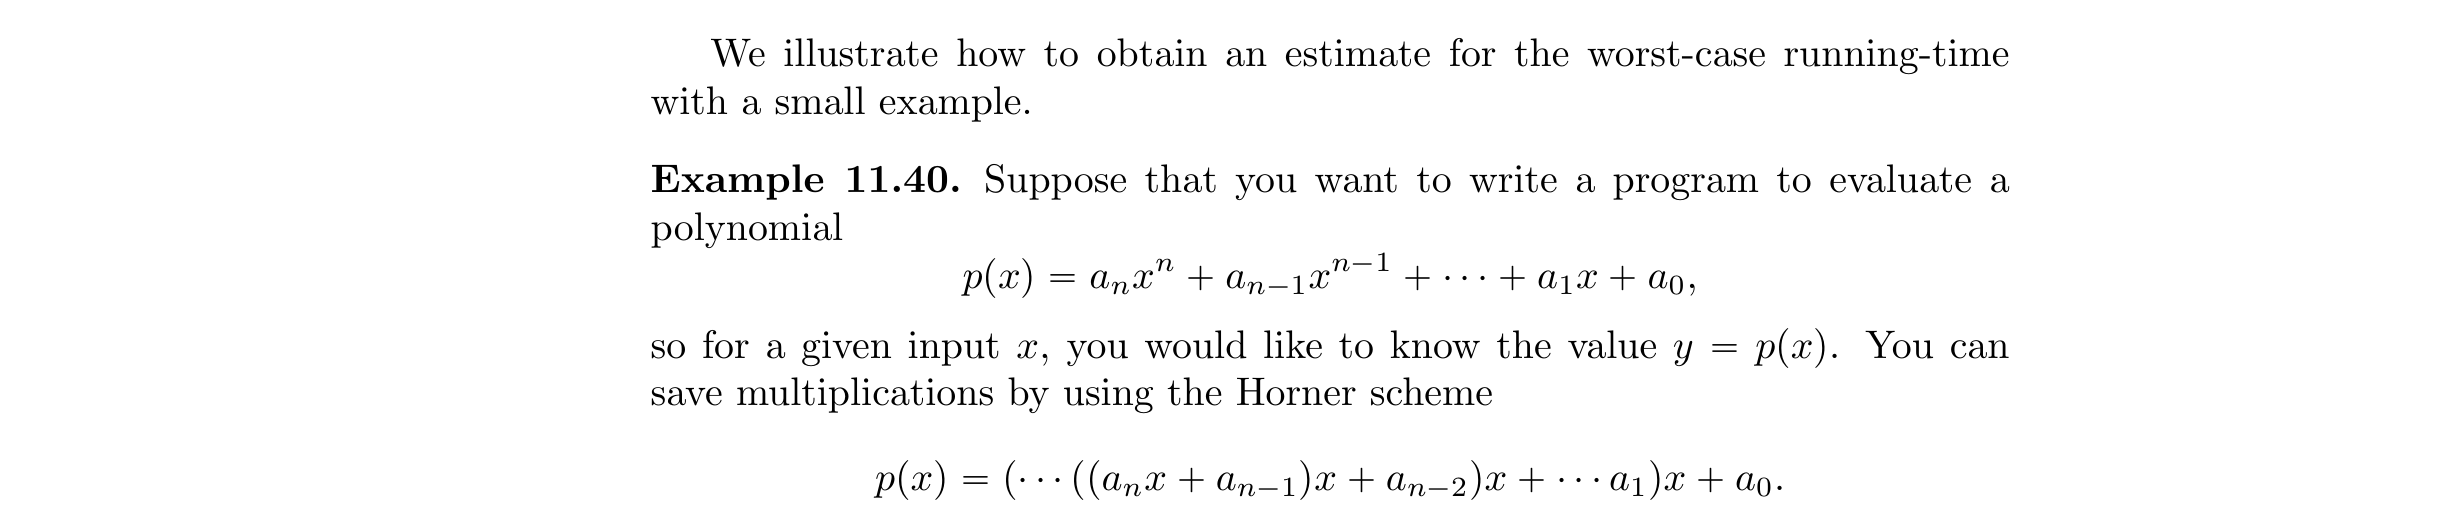 We illustrate how to obtain an estimate for the worst-case running-time
with a small example.
Example 11.40. Suppose that you want to write a program to evaluate a
polynomial
$p(x) = a_n x^n + a_{n-1} x^{n-1} + \cdots + a_1 x + a_0,$
so for a given input $x$, you would like to know the value $y = p(x)$. You can
save multiplications by using the Horner scheme
$p(x) = (\cdots((a_n x + a_{n-1})x + a_{n-2})x + \cdots a_1)x + a_0.$